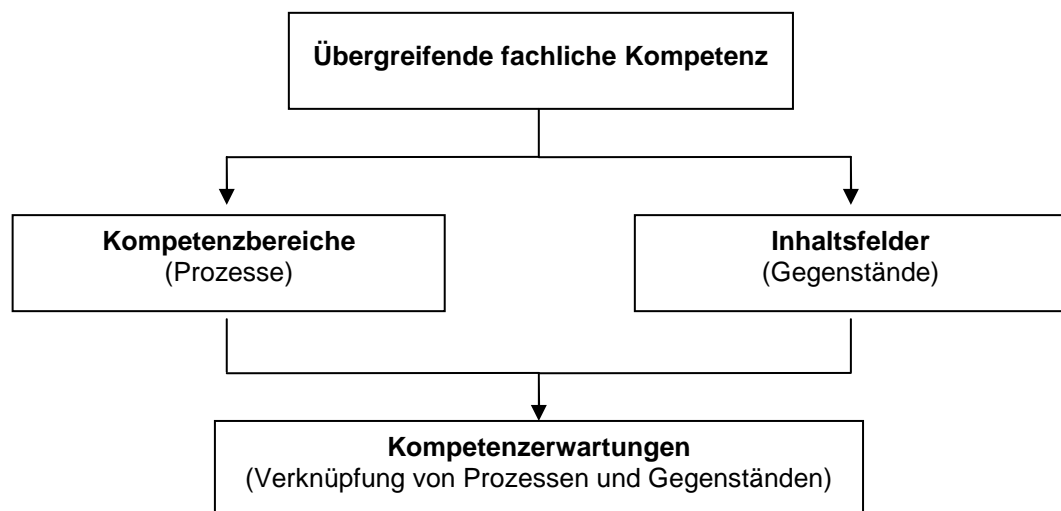 Übergreifende fachliche Kompetenz
Kompetenzbereiche
(Prozesse)
Inhaltsfelder
(Gegenstände)
Kompetenzerwartungen
(Verknüpfung von Prozessen und Gegenständen)